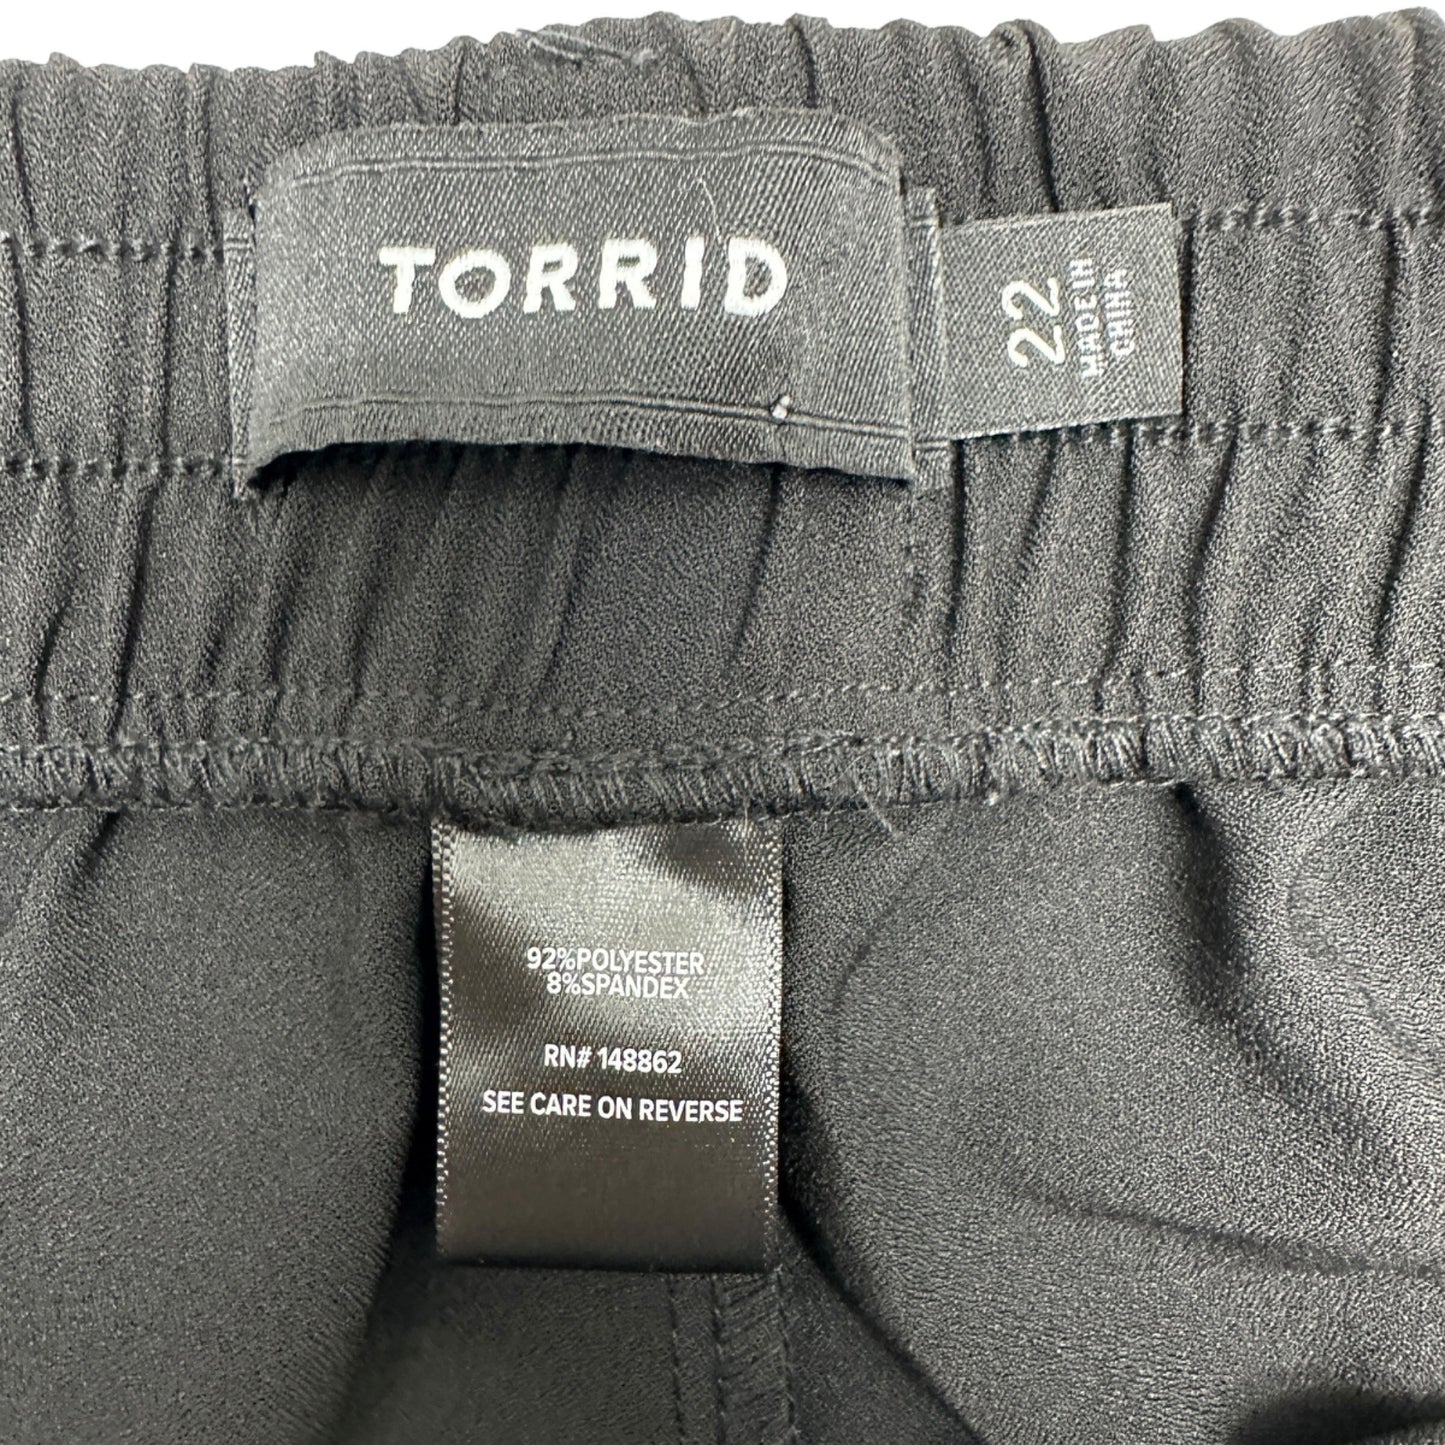 TORRID
22
MADE IN
CHINA
92%POLYESTER
8%SPANDEX
RN# 148862
SEE CARE ON REVERSE